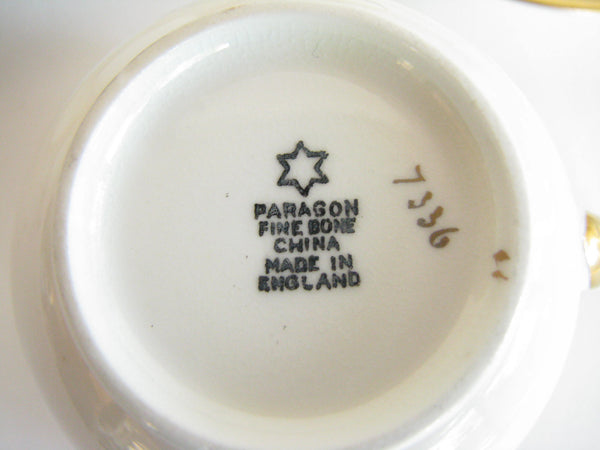 PARAGON
FINE BONE
CHINA
MADE IN
ENGLAND
7336